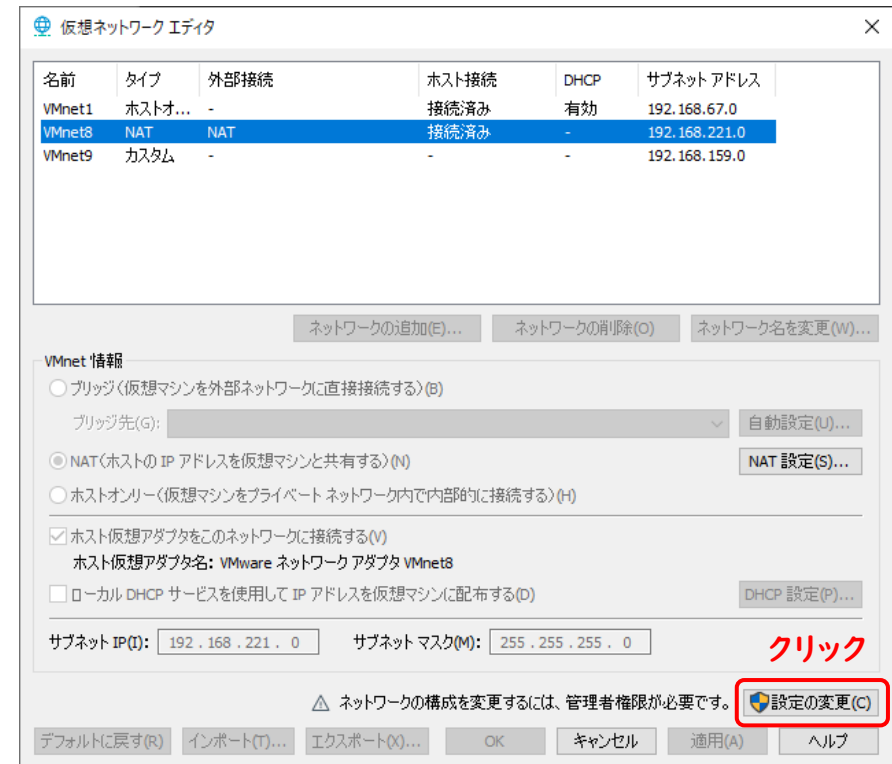 仮想ネットワーク エディタ
名前 タイプ 外部接続 ホスト接続 DHCP サブネット アドレス
VMnet1 ホストオ... - 接続済み 有効 192.168.67.0
VMnet8 NAT NAT 接続済み - 192.168.221.0
VMnet9 カスタム - - - 192.168.159.0
ネットワークの追加(E)... ネットワークの削除(O) ネットワーク名を変更(W)...
VMnet 情報
ブリッジ(仮想マシンを外部ネットワークに直接接続する)(B)
ブリッジ先(G): 自動設定(U)...
NAT(ホストの IP アドレスを仮想マシンと共有する)(N) NAT 設定(S)...
ホストオンリー(仮想マシンをプライベート ネットワーク内で内部的に接続する)(H)
ホスト仮想アダプタをこのネットワークに接続する(V)
ホスト仮想アダプタ名: VMware ネットワーク アダプタ VMnet8
ローカル DHCP サービスを使用して IP アドレスを仮想マシンに配布する(D) DHCP 設定(P)...
サブネット IP(I): 192 . 168 . 221 . 0 サブネット マスク(M): 255 . 255 . 255 . 0
クリック
ネットワークの構成を変更するには、管理者権限が必要です。 設定の変更(C)
デフォルトに戻す(R) インポート(T)... エクスポート(X)... OK キャンセル 適用(A) ヘルプ